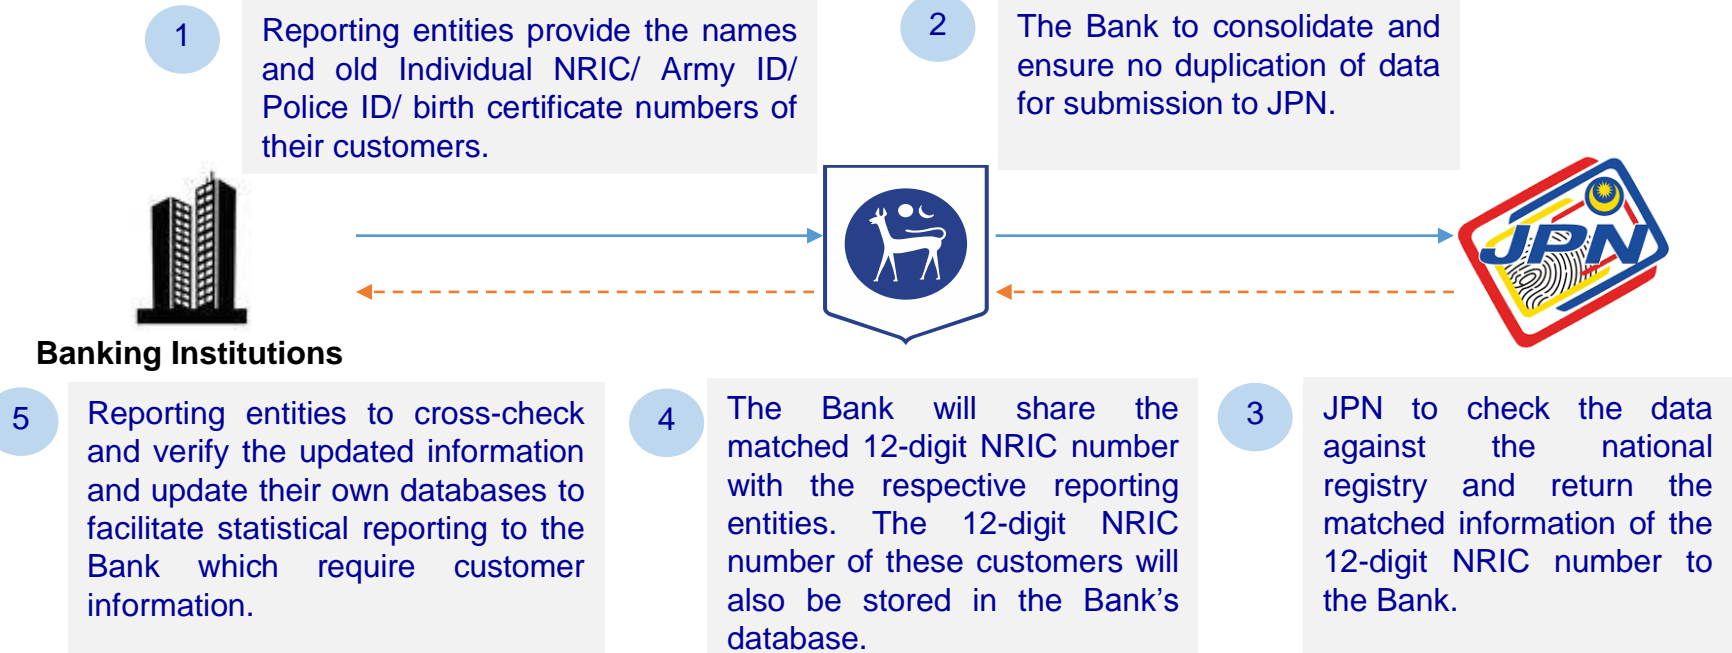 1
Reporting entities provide the names
and old Individual NRIC/ Army ID/
Police ID/ birth certificate numbers of
their customers.
2
The Bank to consolidate and
ensure no duplication of data
for submission to JPN.
JPN
Banking Institutions
5
Reporting entities to cross-check
and verify the updated information
and update their own databases to
facilitate statistical reporting to the
Bank which require customer
information.
4
The Bank will share the
matched 12-digit NRIC number
with the respective reporting
entities. The 12-digit NRIC
number of these customers will
also be stored in the Bank’s
database.
3
JPN to check the data
against the national
registry and return the
matched information of the
12-digit NRIC number to
the Bank.